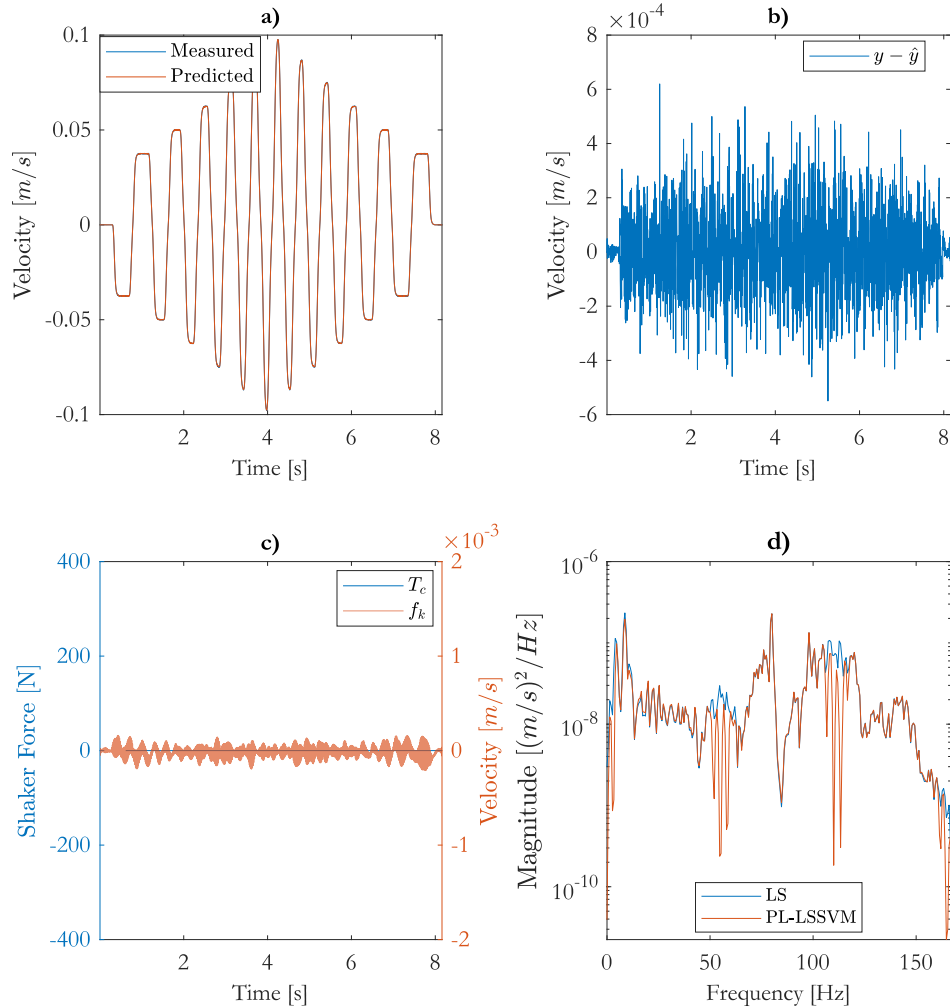 a)
0.1
0.05
0
-0.05
-0.1
Velocity [m/s]
Measured
Predicted
2
4
6
8
Time [s]
b)
×10⁻⁴
8
6
4
2
0
-2
-4
-6
Velocity [m/s]
y − ŷ
2
4
6
8
Time [s]
c)
400
200
0
-200
-400
Shaker Force [N]
×10⁻³
2
1
0
-1
-2
Velocity [m/s]
T_c
f_k
2
4
6
8
Time [s]
d)
10⁻⁶
10⁻⁸
10⁻¹⁰
Magnitude [(m/s)²/Hz]
LS
PL-LSSVM
0
50
100
150
Frequency [Hz]